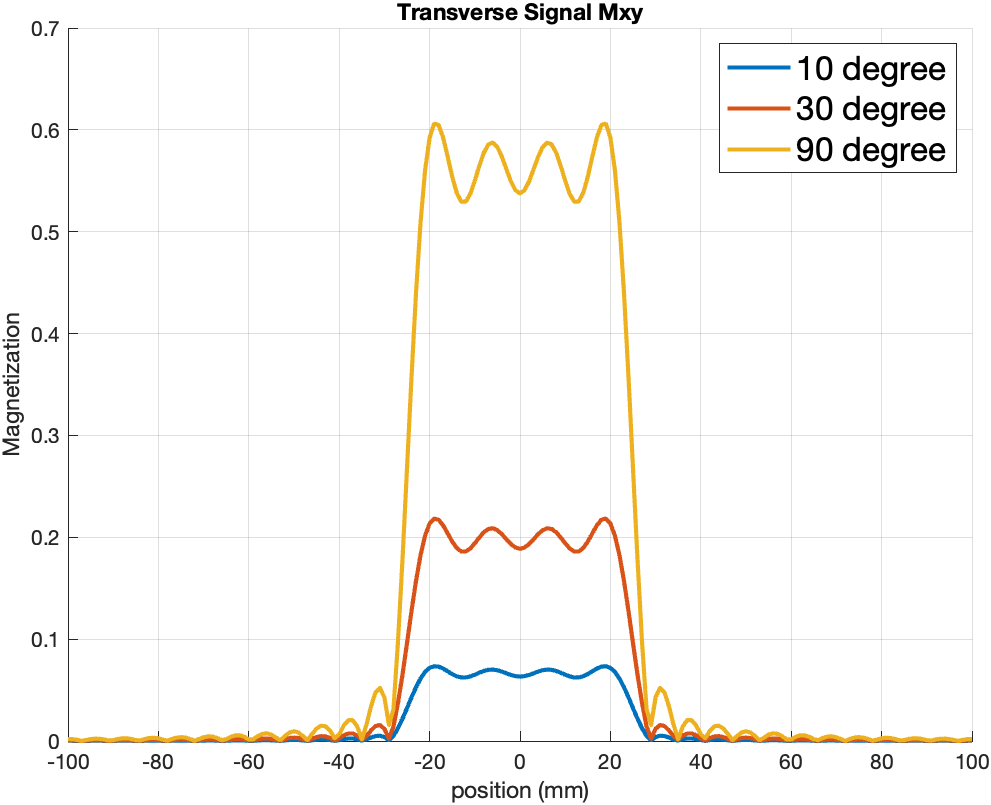 Transverse Signal Mxy
10 degree
30 degree
90 degree
0.7
0.6
0.5
0.4
0.3
0.2
0.1
0
Magnetization
-100 -80 -60 -40 -20 0 20 40 60 80 100
position (mm)